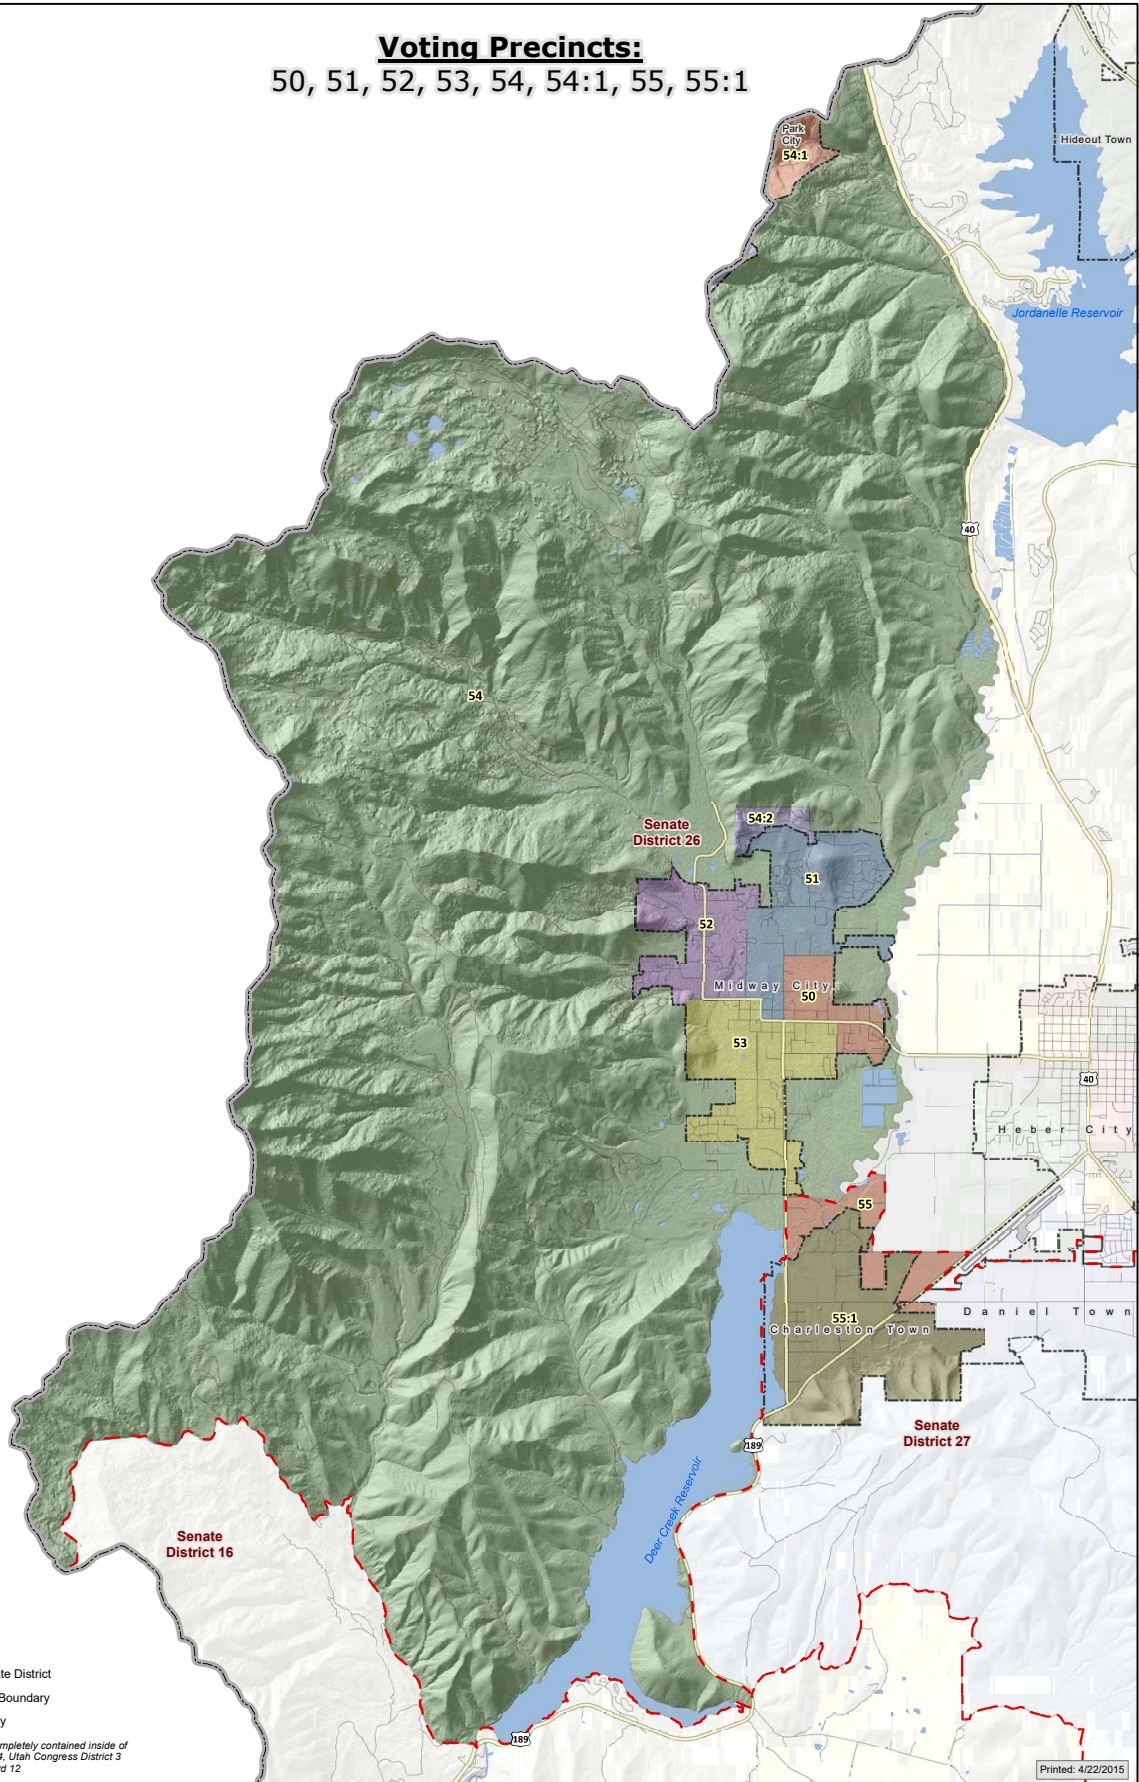 Voting Precincts:
50, 51, 52, 53, 54, 54:1, 55, 55:1
Park
City
54:1
Hideout Town
Jordanelle Reservoir
40
54
Senate
District 26
54:2
51
52
Midway City
50
53
40
Heber City
55
55:1
Charleston Town
Daniel Town
Senate
District 27
189
Deer Creek Reservoir
Senate
District 16
189
te District
Boundary
y
mpletely contained inside of
4, Utah Congress District 3
rd 12
Printed: 4/22/2015